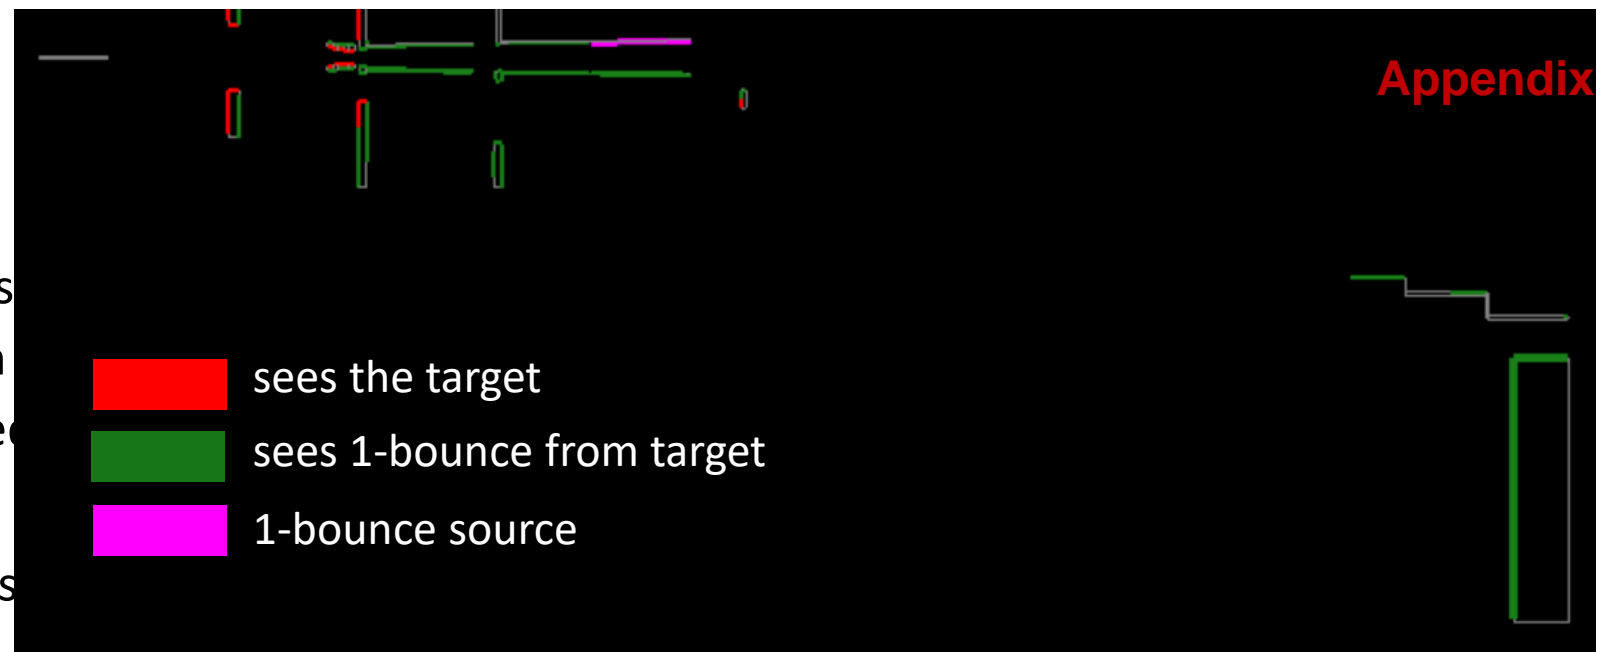 Appendix
sees the target
sees 1-bounce from target
1-bounce source